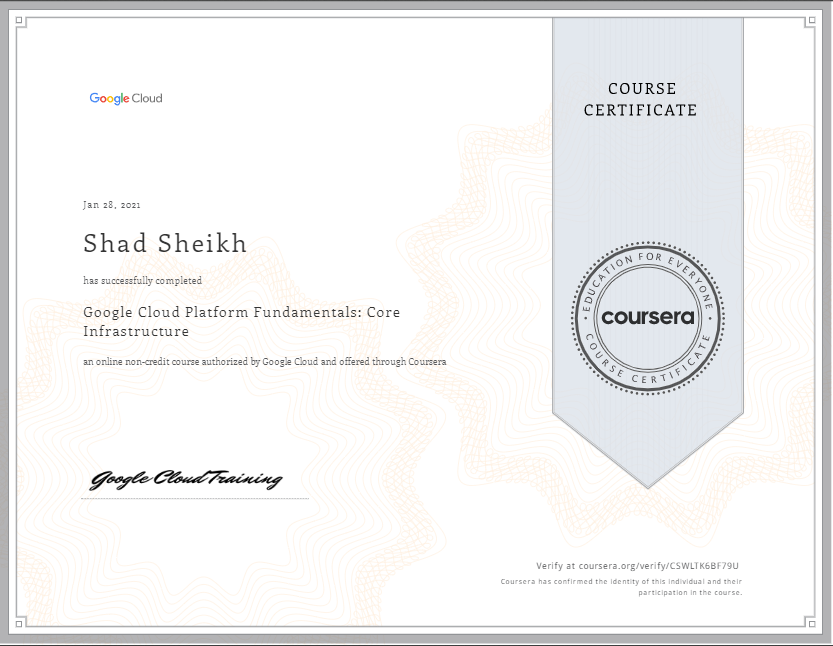 Google Cloud
COURSE
CERTIFICATE
Jan 28, 2021
Shad Sheikh
has successfully completed
Google Cloud Platform Fundamentals: Core
Infrastructure
an online non-credit course authorized by Google Cloud and offered through Coursera
EDUCATION FOR EVERYONE
coursera
COURSE CERTIFICATE
Google Cloud Training
Verify at coursera.org/verify/CSWLTK6BF79U
Coursera has confirmed the identity of this individual and their
participation in the course.